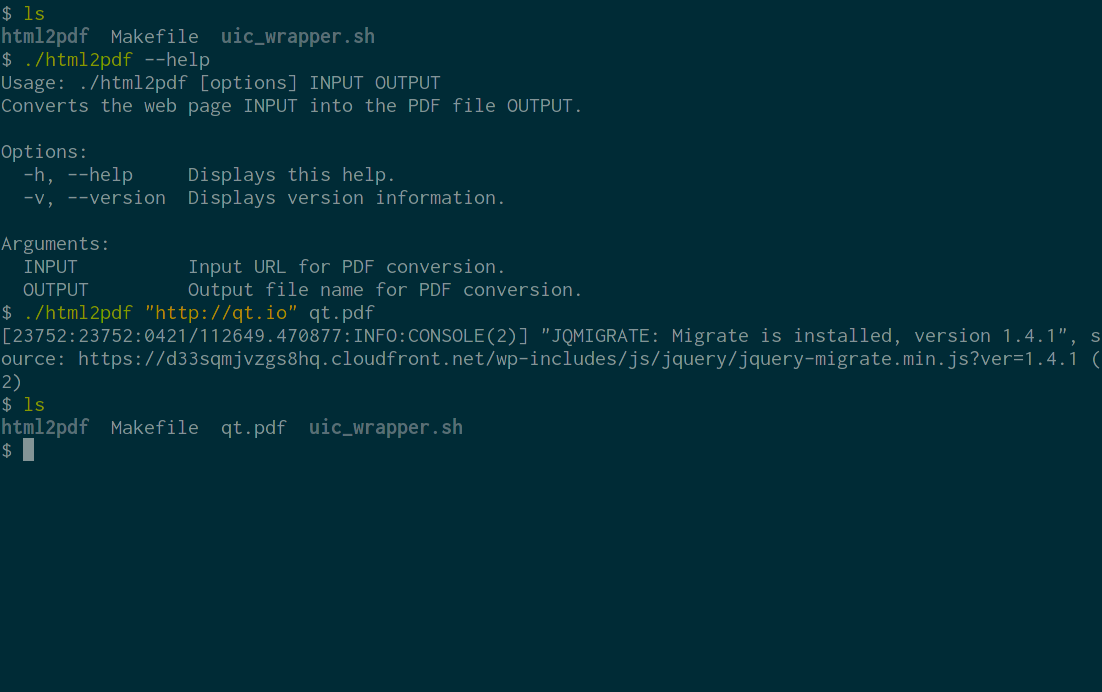 $ ls
html2pdf  Makefile  uic_wrapper.sh
$ ./html2pdf --help
Usage: ./html2pdf [options] INPUT OUTPUT
Converts the web page INPUT into the PDF file OUTPUT.

Options:
  -h, --help     Displays this help.
  -v, --version  Displays version information.

Arguments:
  INPUT          Input URL for PDF conversion.
  OUTPUT         Output file name for PDF conversion.
$ ./html2pdf "http://qt.io" qt.pdf
[23752:23752:0421/112649.470877:INFO:CONSOLE(2)] "JQMIGRATE: Migrate is installed, version 1.4.1", s
ource: https://d33sqmjvzgs8hq.cloudfront.net/wp-includes/js/jquery/jquery-migrate.min.js?ver=1.4.1 (
2)
$ ls
html2pdf  Makefile  qt.pdf  uic_wrapper.sh
$